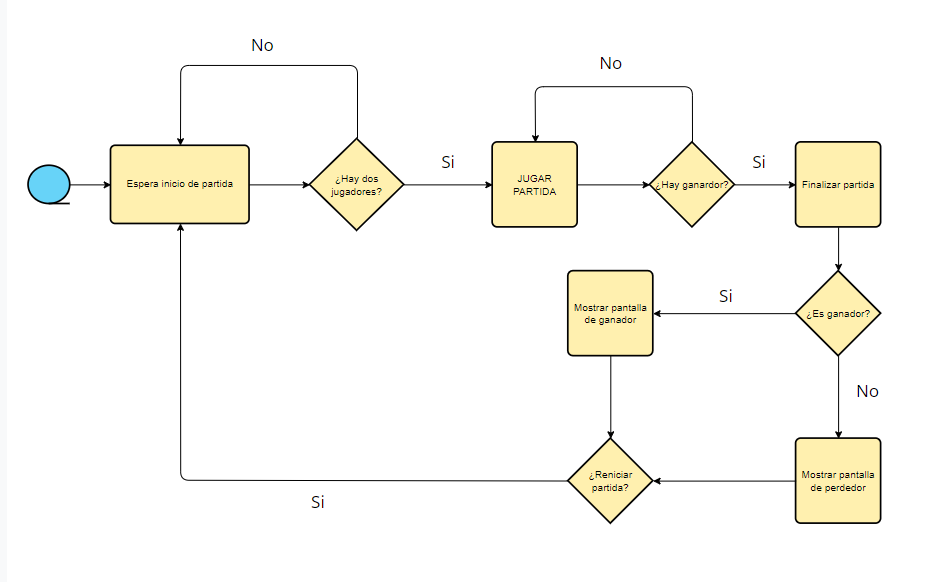 No
No
Espera inicio de partida
¿Hay dos
jugadores?
Si
JUGAR
PARTIDA
¿Hay ganardor?
Si
Finalizar partida
Mostrar pantalla
de ganador
Si
¿Es ganador?
No
¿Reniciar
partida?
Mostrar pantalla
de perdedor
Si